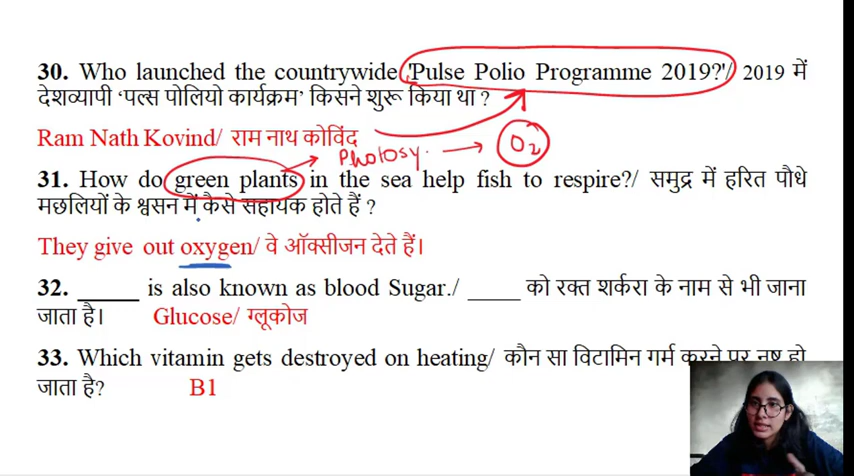 30. Who launched the countrywide 'Pulse Polio Programme 2019?'/ 2019 में
देशव्यापी ‘पल्स पोलियो कार्यक्रम’ किसने शुरू किया था ?
Ram Nath Kovind/ राम नाथ कोविंद
Photosy. O2
31. How do green plants in the sea help fish to respire?/ समुद्र में हरित पौधे
मछलियों के श्वसन में कैसे सहायक होते हैं ?
They give out oxygen/ वे ऑक्सीजन देते हैं।
32. _____ is also known as blood Sugar./ _____ को रक्त शर्करा के नाम से भी जाना
जाता है। Glucose/ ग्लूकोज
33. Which vitamin gets destroyed on heating/ कौन सा विटामिन गर्म करने पर नष्ट हो
जाता है? B1